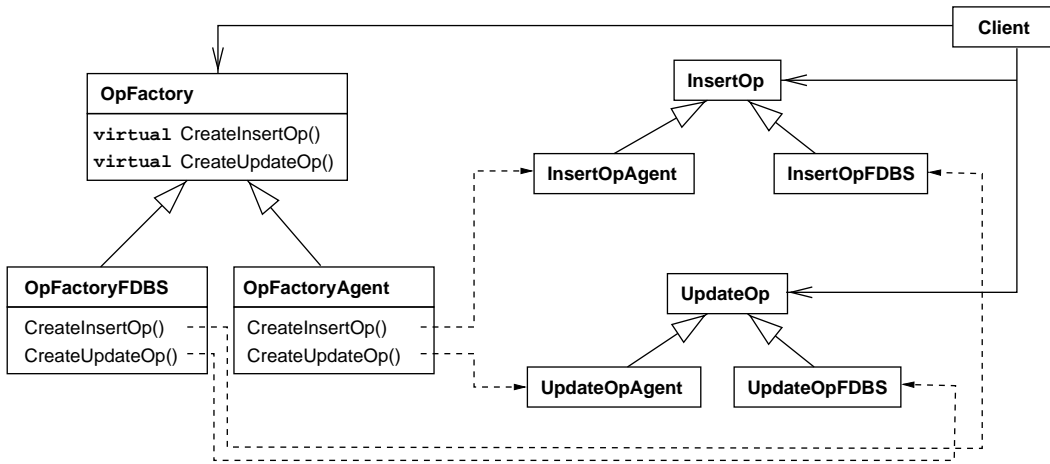 Client
OpFactory
virtual CreateInsertOp()
virtual CreateUpdateOp()
InsertOp
InsertOpAgent
InsertOpFDBS
OpFactoryFDBS
CreateInsertOp()
CreateUpdateOp()
OpFactoryAgent
CreateInsertOp()
CreateUpdateOp()
UpdateOp
UpdateOpAgent
UpdateOpFDBS